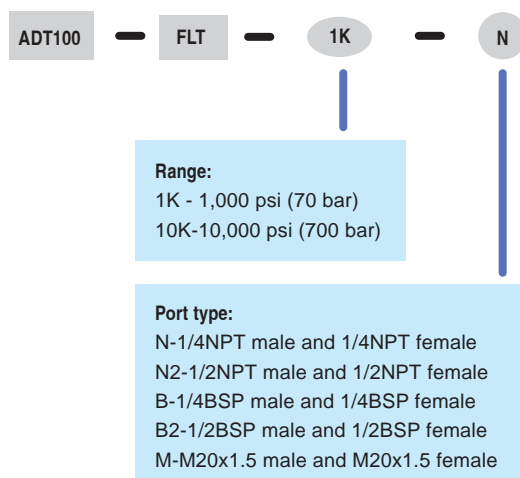 ADT100 — FLT — 1K — N
Range:
1K - 1,000 psi (70 bar)
10K-10,000 psi (700 bar)
Port type:
N-1/4NPT male and 1/4NPT female
N2-1/2NPT male and 1/2NPT female
B-1/4BSP male and 1/4BSP female
B2-1/2BSP male and 1/2BSP female
M-M20x1.5 male and M20x1.5 female